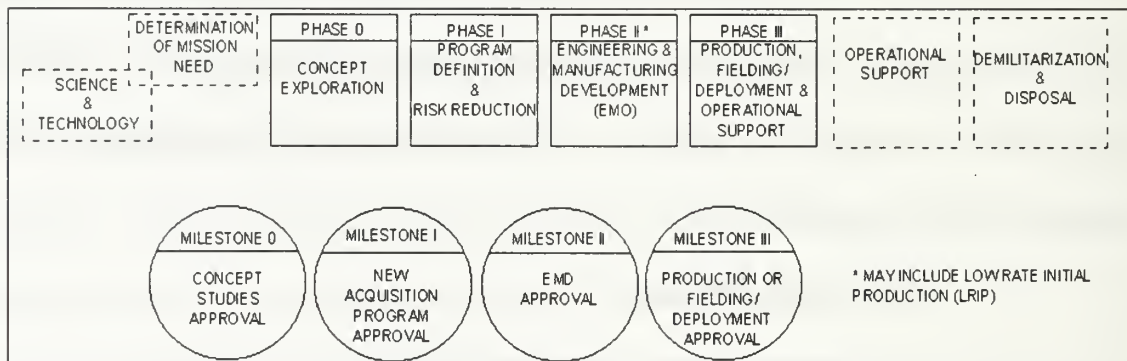 SCIENCE
&
TECHNOLOGY
DETERMINATION
OF MISSION
NEED
PHASE 0
CONCEPT
EXPLORATION
PHASE I
PROGRAM
DEFINITION
&
RISK REDUCTION
PHASE II*
ENGINEERING &
MANUFACTURING
DEVELOPMENT
(EMO)
PHASE III
PRODUCTION,
FIELDING/
DEPLOYMENT &
OPERATIONAL
SUPPORT
OPERATIONAL
SUPPORT
DEMILITARIZATION
&
DISPOSAL
MILESTONE 0
CONCEPT
STUDIES
APPROVAL
MILESTONE I
NEW
ACQUISITION
PROGRAM
APPROVAL
MILESTONE II
EMD
APPROVAL
MILESTONE III
PRODUCTION OR
FIELDING/
DEPLOYMENT
APPROVAL
* MAY INCLUDE LOW RATE INITIAL
PRODUCTION (LRIP)